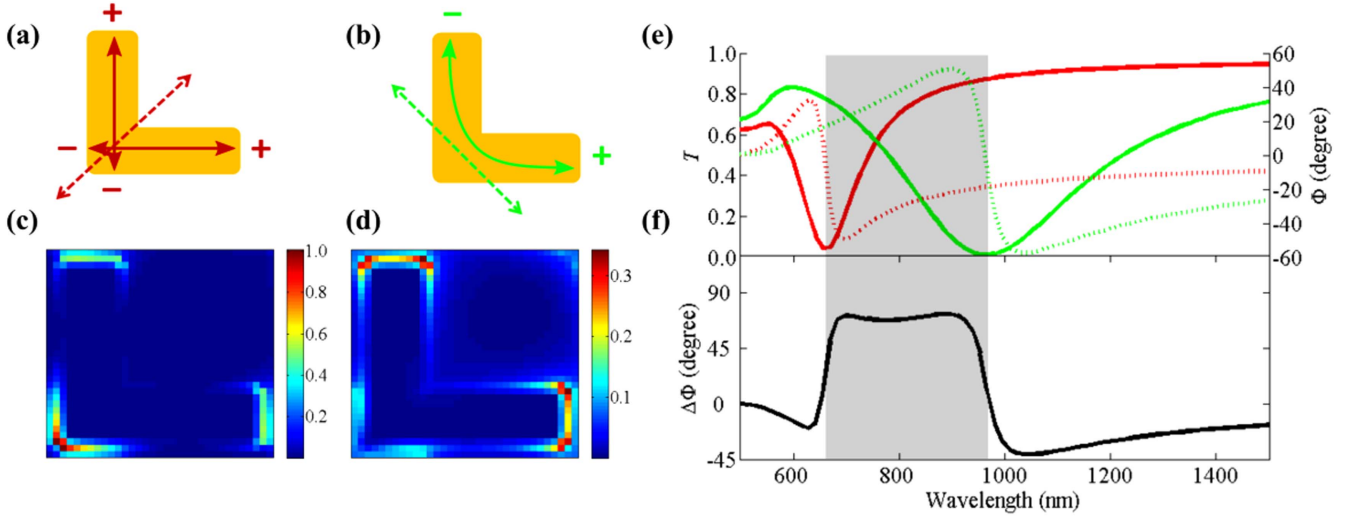 (a)
+
−
+
−
(b)
−
+
(c)
1.0
0.8
0.6
0.4
0.2
(d)
0.3
0.2
0.1
(e)
1.0
0.8
0.6
0.4
0.2
0.0
T
60
40
20
0
-20
-40
-60
Φ (degree)
(f)
90
45
0
-45
ΔΦ (degree)
600 800 1000 1200 1400
Wavelength (nm)